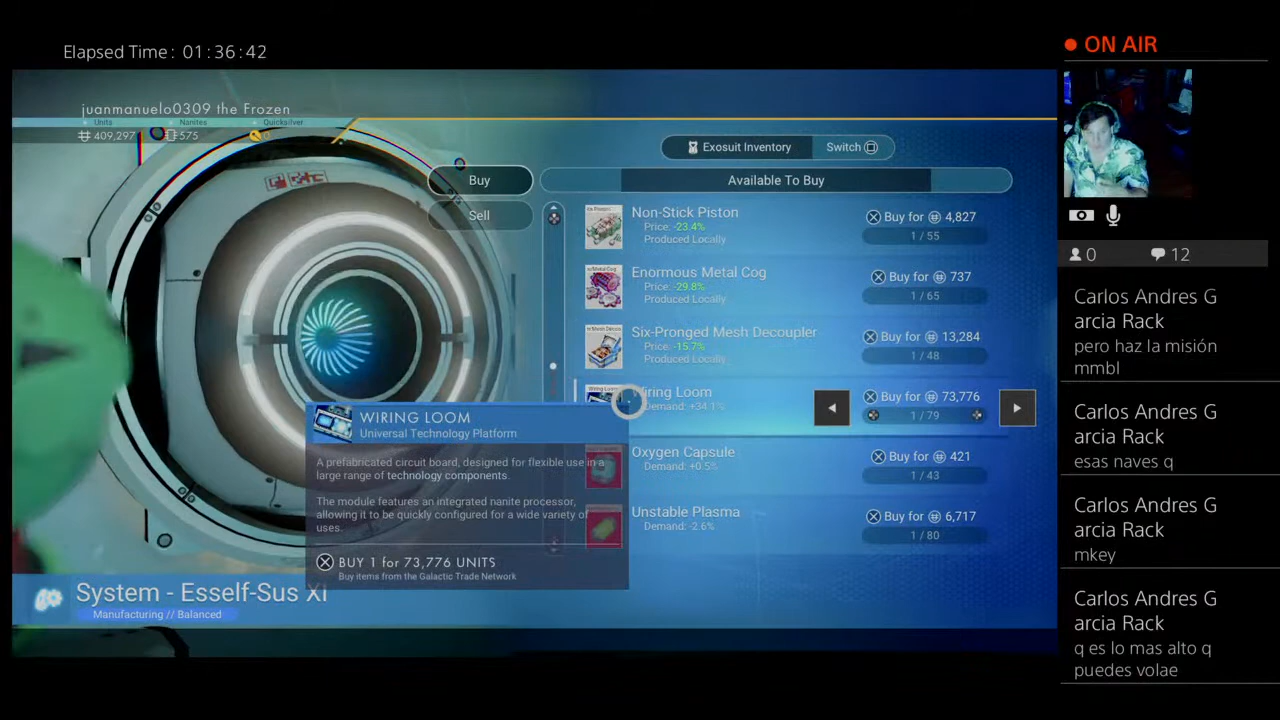 Elapsed Time: 01:36:42
ON AIR
juanmanuelo0309 the Frozen
Units Nanites Quicksilver
409,297 575 0
Exosuit Inventory Switch
Buy
Sell
Available To Buy
Non-Stick Piston
Price: -23.4%
Produced Locally
Buy for 4,827
1 / 55
Enormous Metal Cog
Price: -29.8%
Produced Locally
Buy for 737
1 / 65
Six-Pronged Mesh Decoupler
Price: -15.7%
Produced Locally
Buy for 13,284
1 / 48
Wiring Loom
Demand: +34.1%
Buy for 73,776
1 / 79
Oxygen Capsule
Demand: +0.5%
Buy for 421
1 / 43
Unstable Plasma
Demand: -2.6%
Buy for 6,717
1 / 80
WIRING LOOM
Universal Technology Platform
A prefabricated circuit board, designed for flexible use in a
large range of technology components.
The module features an integrated nanite processor,
allowing it to be quickly configured for a wide variety of
uses.
BUY 1 for 73,776 UNITS
Buy items from the Galactic Trade Network
System - Esself-Sus XI
Manufacturing // Balanced
0 12
Carlos Andres G
arcia Rack
pero haz la misión
mmbl
Carlos Andres G
arcia Rack
esas naves q
Carlos Andres G
arcia Rack
mkey
Carlos Andres G
arcia Rack
q es lo mas alto q
puedes volae